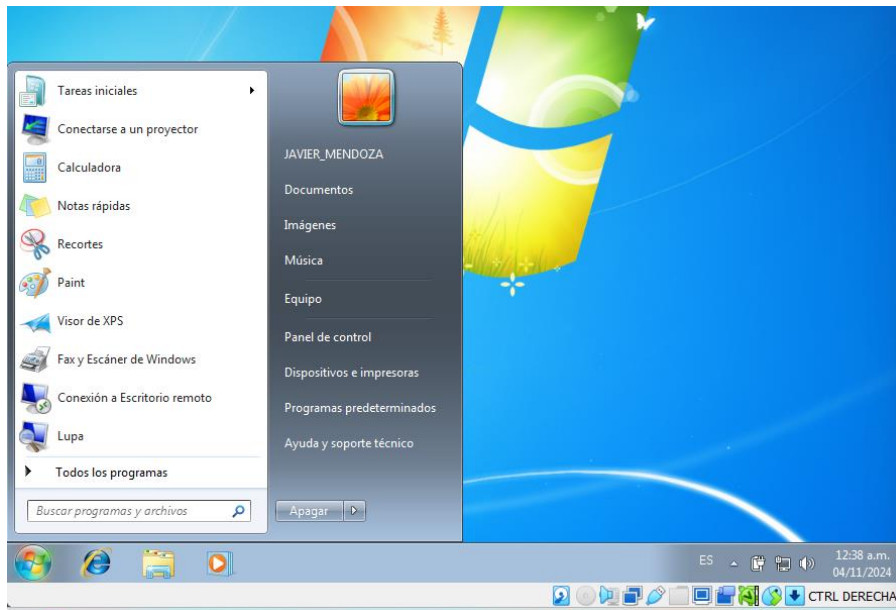 Tareas iniciales
Conectarse a un proyector
Calculadora
Notas rápidas
Recortes
Paint
Visor de XPS
Fax y Escáner de Windows
Conexión a Escritorio remoto
Lupa
Todos los programas
Buscar programas y archivos
JAVIER_MENDOZA
Documentos
Imágenes
Música
Equipo
Panel de control
Dispositivos e impresoras
Programas predeterminados
Ayuda y soporte técnico
Apagar
ES
12:38 a.m.
04/11/2024
CTRL DERECHA